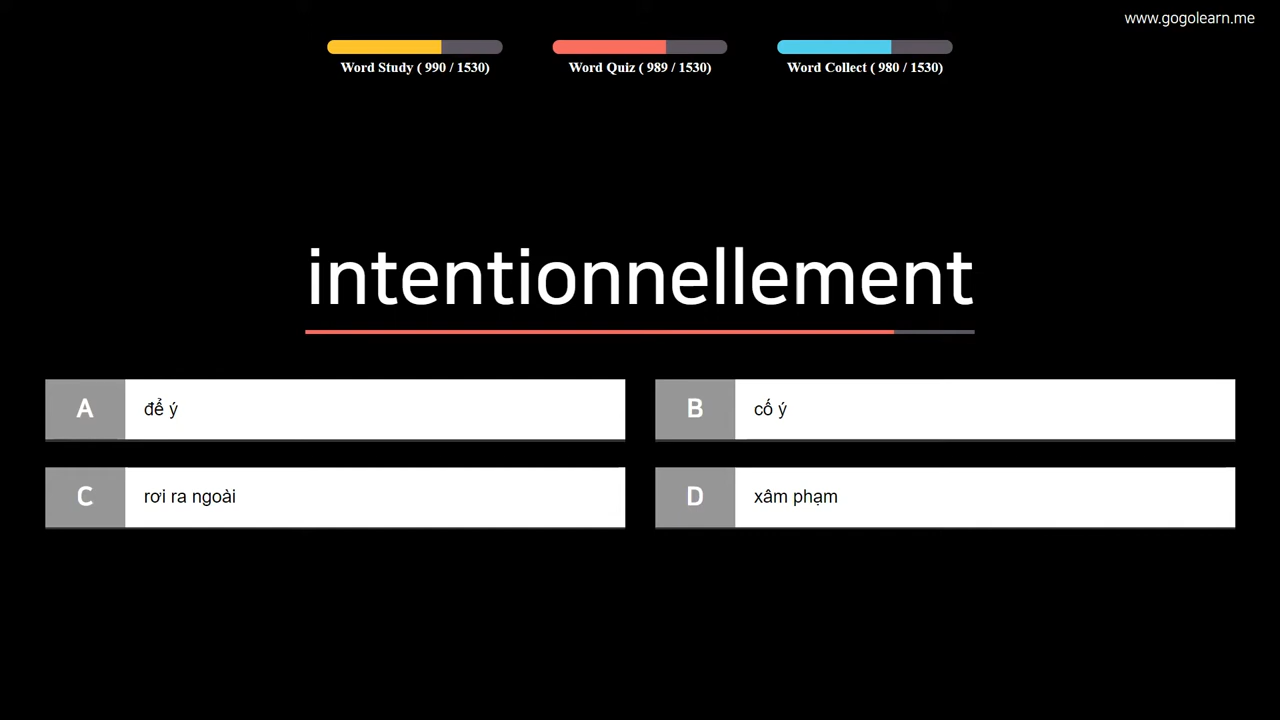 www.gogolearn.me
Word Study ( 990 / 1530)
Word Quiz ( 989 / 1530)
Word Collect ( 980 / 1530)
intentionnellement
A để ý
B cố ý
C rơi ra ngoài
D xâm phạm